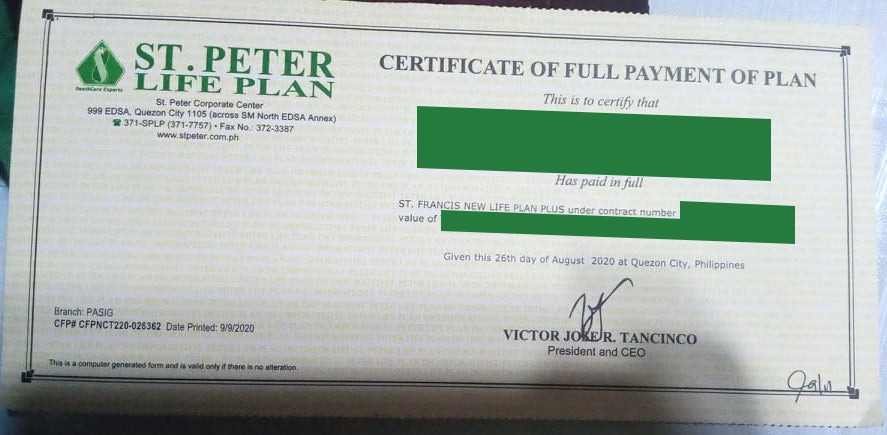 ST. PETER
LIFE PLAN
DeathCare Experts
St. Peter Corporate Center
999 EDSA, Quezon City 1105 (across SM North EDSA Annex)
☎ 371-SPLP (371-7757) • Fax No.: 372-3387
www.stpeter.com.ph
CERTIFICATE OF FULL PAYMENT OF PLAN
This is to certify that
Has paid in full
ST. FRANCIS NEW LIFE PLAN PLUS under contract number
value of
Given this 26th day of August 2020 at Quezon City, Philippines
VICTOR JOSE R. TANCINCO
President and CEO
Branch: PASIG
CFP# CFPNCT220-026362 Date Printed: 9/9/2020
This is a computer generated form and is valid only if there is no alteration.